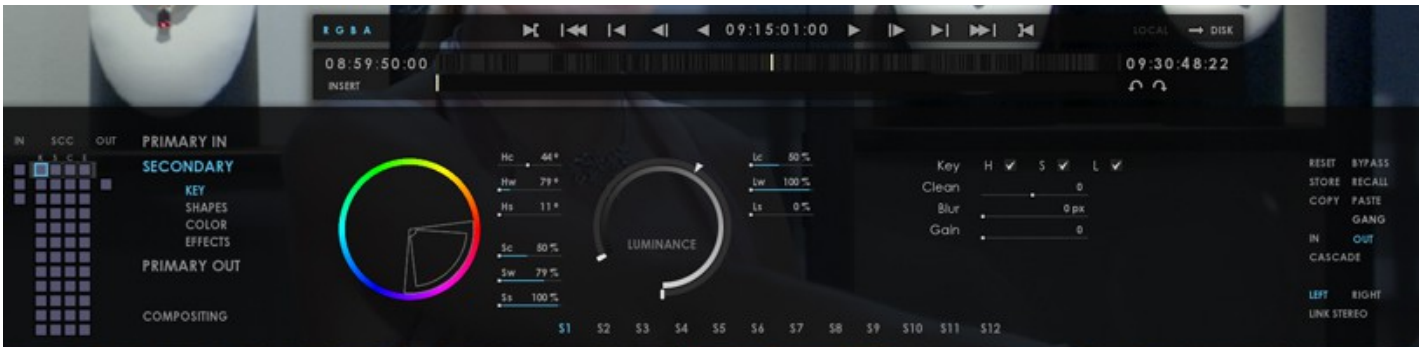 RGBA
09:15:01:00
LOCAL → DISK
08:59:50:00
09:30:48:22
INSERT
IN SCC OUT
K S C E
PRIMARY IN
SECONDARY
KEY
SHAPES
COLOR
EFFECTS
PRIMARY OUT
COMPOSITING
Hc 44°
Hw 79°
Hs 11°
Sc 50%
Sw 79%
Ss 100%
LUMINANCE
Lc 50%
Lw 100%
Ls 0%
Key H S L
Clean 0
Blur 0 px
Gain 0
RESET BYPASS
STORE RECALL
COPY PASTE
GANG
IN OUT
CASCADE
LEFT RIGHT
LINK STEREO
S1 S2 S3 S4 S5 S6 S7 S8 S9 S10 S11 S12